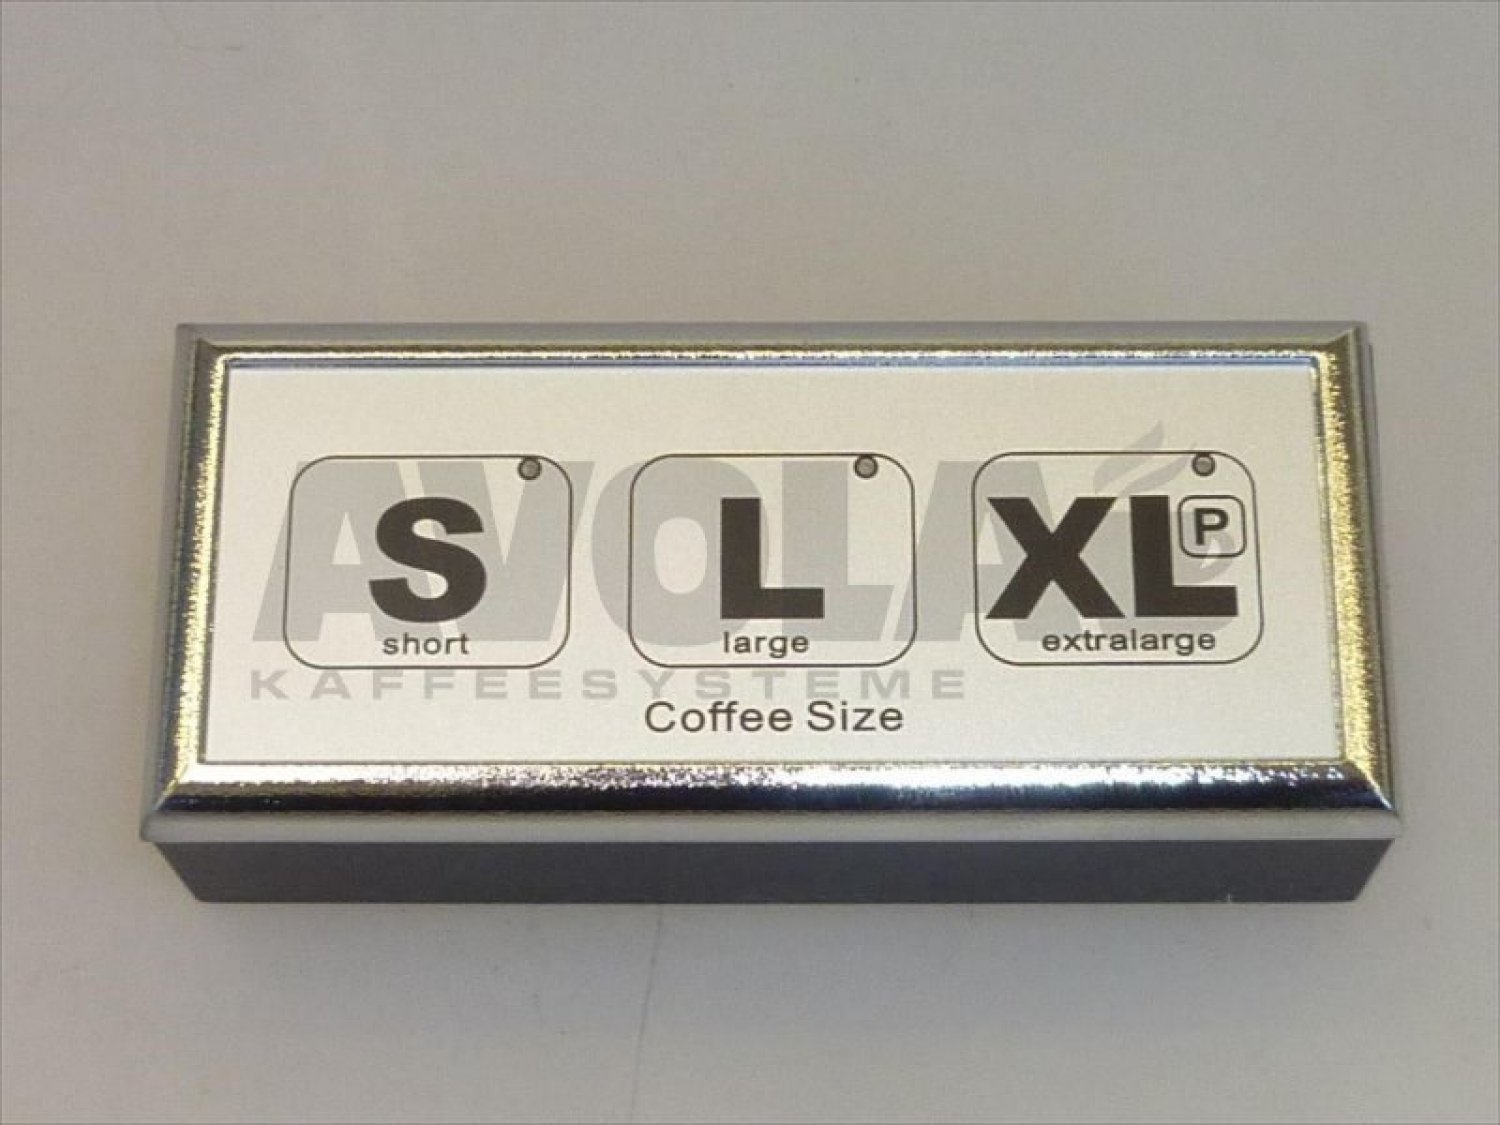 AVOLA
KAFFEESYSTEME
S
short
L
large
XL
P
extralarge
Coffee Size